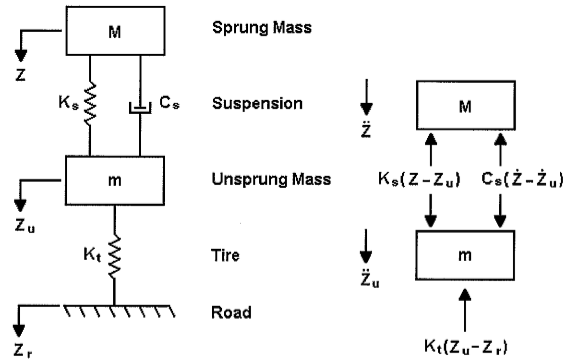 M
Sprung Mass
Z
Kₛ
Cₛ
Suspension
m
Unsprung Mass
Zᵤ
Kₜ
Tire
Road
Zᵣ
Z̈
M
Kₛ(Z–Zᵤ)
Cₛ(Ż–Żᵤ)
Z̈ᵤ
m
Kₜ(Zᵤ–Zᵣ)